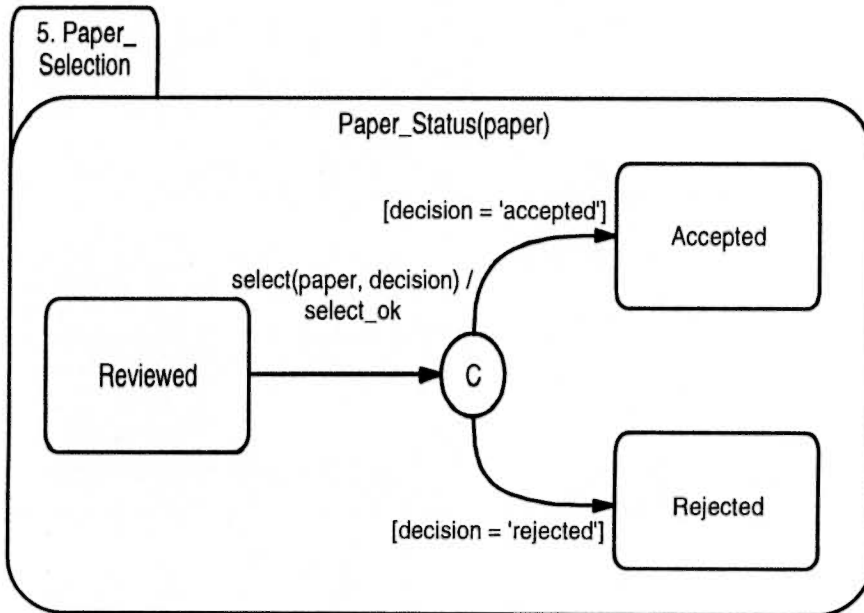 5. Paper_
Selection
Paper_Status(paper)
[decision = 'accepted']
Accepted
select(paper, decision) /
select_ok
Reviewed
C
Rejected
[decision = 'rejected']